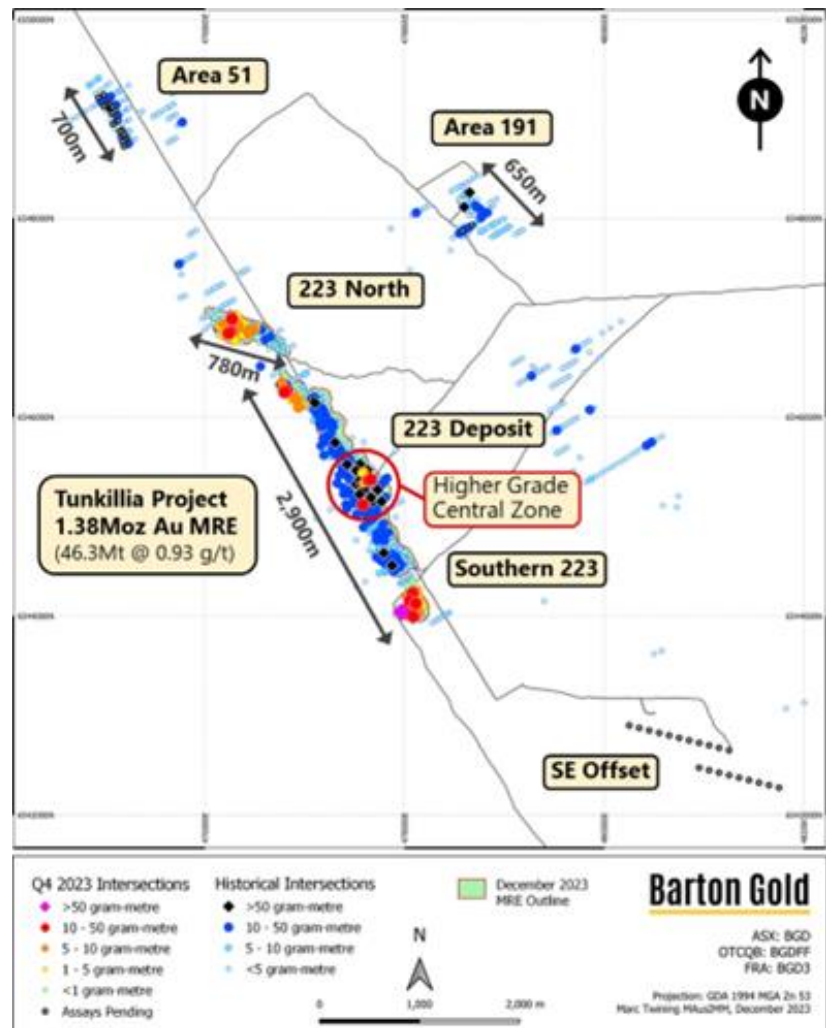 Area 51
700m
Area 191
650m
N
223 North
780m
223 Deposit
Higher Grade
Central Zone
2,900m
Tunkillia Project
1.38Moz Au MRE
(46.3Mt @ 0.93 g/t)
Southern 223
SE Offset
Q4 2023 Intersections
>50 gram-metre
10 - 50 gram-metre
5 - 10 gram-metre
1 - 5 gram-metre
<1 gram-metre
Assays Pending
Historical Intersections
>50 gram-metre
10 - 50 gram-metre
5 - 10 gram-metre
<5 gram-metre
December 2023
MRE Outline
N
0 1,000 2,000 m
Barton Gold
ASX: BGD
OTCQB: BGDFF
FRA: BGD3
Projection: GDA 1994 MGA Zn 53
Marc Twining MAusIMM, December 2023